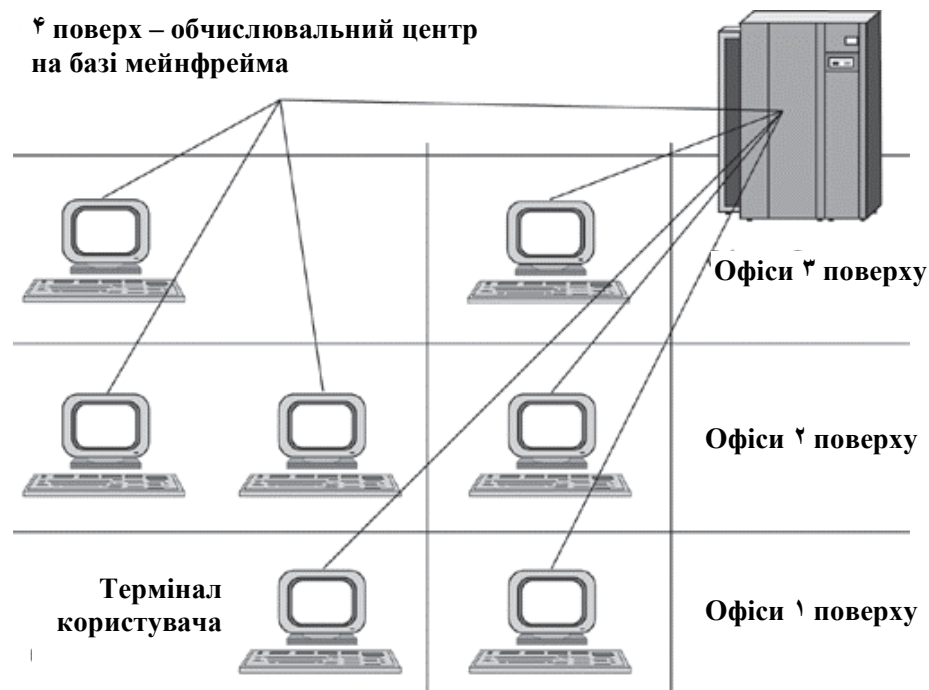 ۴ поверх – обчислювальний центр
на базі мейнфрейма
Офіси ۳ поверху
Офіси ۲ поверху
Термінал
користувача
Офіси ۱ поверху